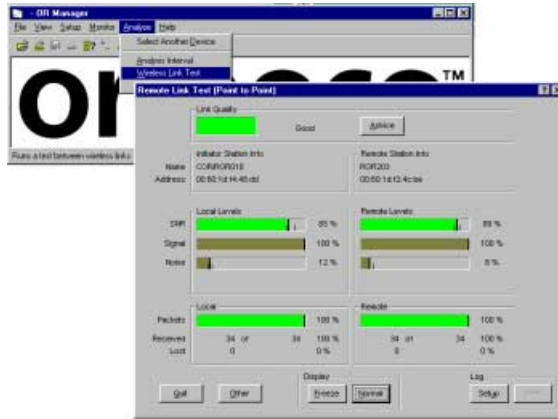 - OR Manager
File View Setup Monitor Analyse Help
Select Another Device
Analysis Interval
Wireless Link Test
TM
Runs a test between wireless links
Remote Link Test (Point to Point)
Link Quality
Good
Advice
Initiator Station Info
Remote Station Info
Name
ROR203
Address
Local Levels
Remote Levels
SNR
Signal 100 % 100 %
Noise 12 % 8 %
Local
Remote
Packets 100 % 100 %
Received 34 of 34 100 % 34 of 34 100 %
Lost 0 0 % 0 0 %
Display
Log
Quit Other Freeze Normal Setup